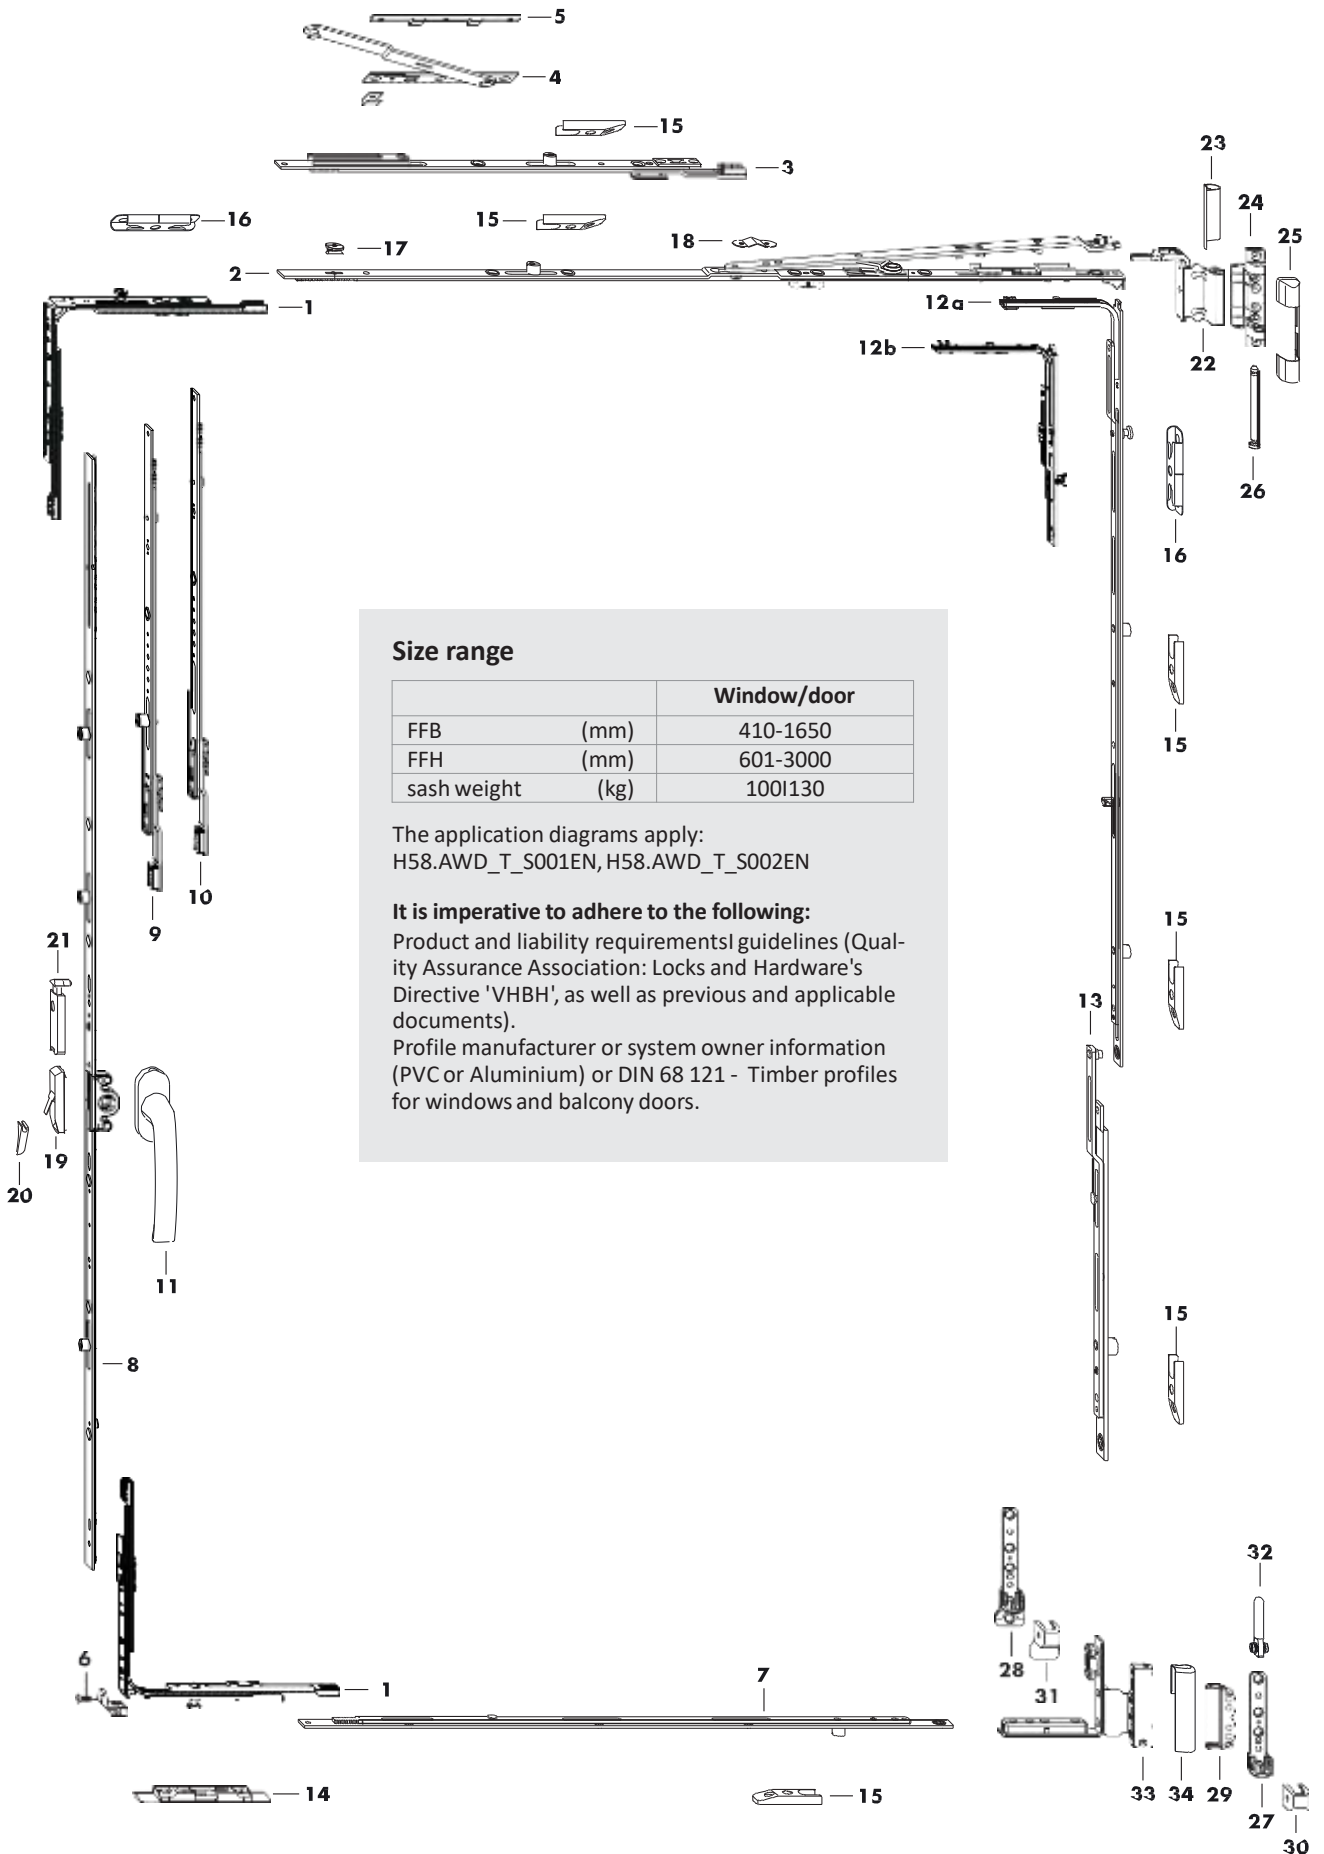 5
4
15
3
23
24
25
16
15
17
18
2
1
12a
12b
22
26
16
15
10
9
21
15
13
19
20
11
15
8
32
6
1
7
28
31
14
15
33 34 29
27
30
Size range
Window/door
FFB (mm) 410-1650
FFH (mm) 601-3000
sash weight (kg) 100I130
The application diagrams apply:
H58.AWD_T_S001EN, H58.AWD_T_S002EN
It is imperative to adhere to the following:
Product and liability requirementsI guidelines (Qual-
ity Assurance Association: Locks and Hardware's
Directive 'VHBH', as well as previous and applicable
documents).
Profile manufacturer or system owner information
(PVC or Aluminium) or DIN 68 121 - Timber profiles
for windows and balcony doors.